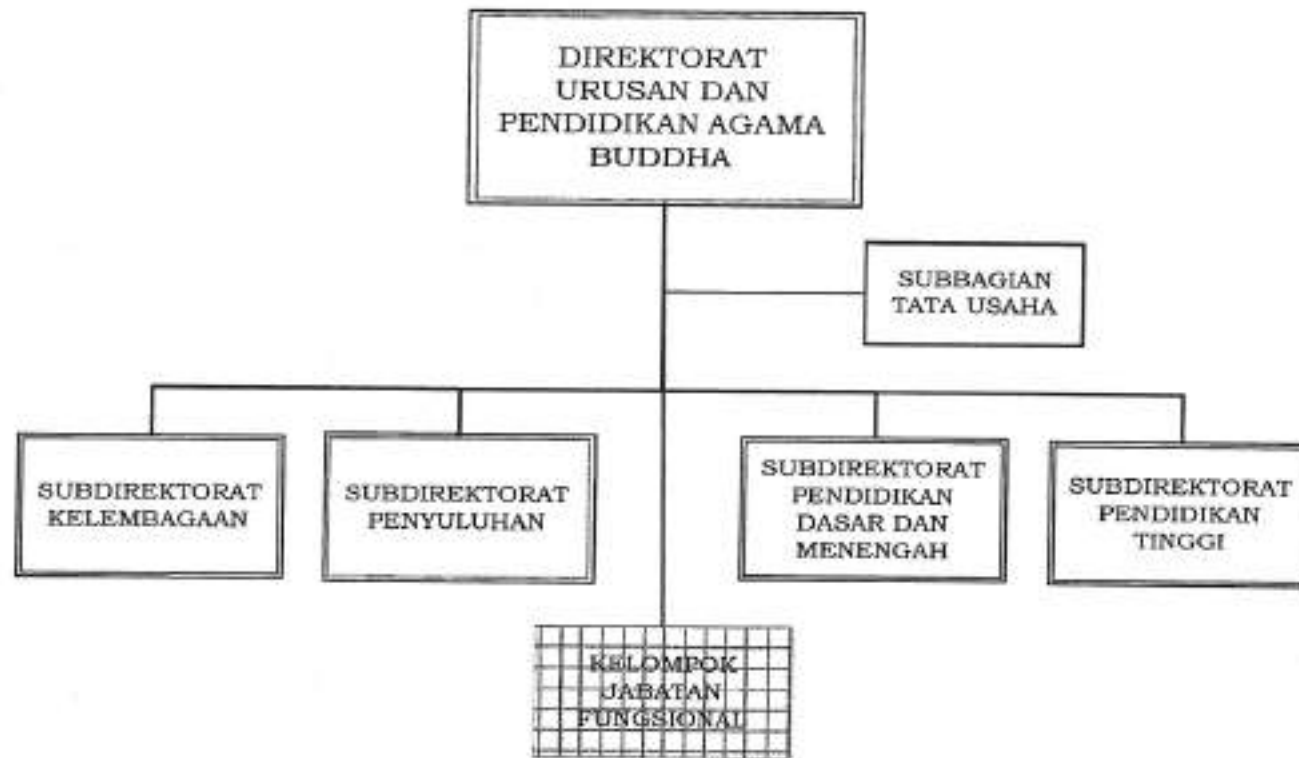 DIREKTORAT
URUSAN DAN
PENDIDIKAN AGAMA
BUDDHA
SUBBAGIAN
TATA USAHA
SUBDIREKTORAT
KELEMBAGAAN
SUBDIREKTORAT
PENYULUHAN
SUBDIREKTORAT
PENDIDIKAN
DASAR DAN
MENENGAH
SUBDIREKTORAT
PENDIDIKAN
TINGGI
KELOMPOK
JABATAN
FUNGSIONAL